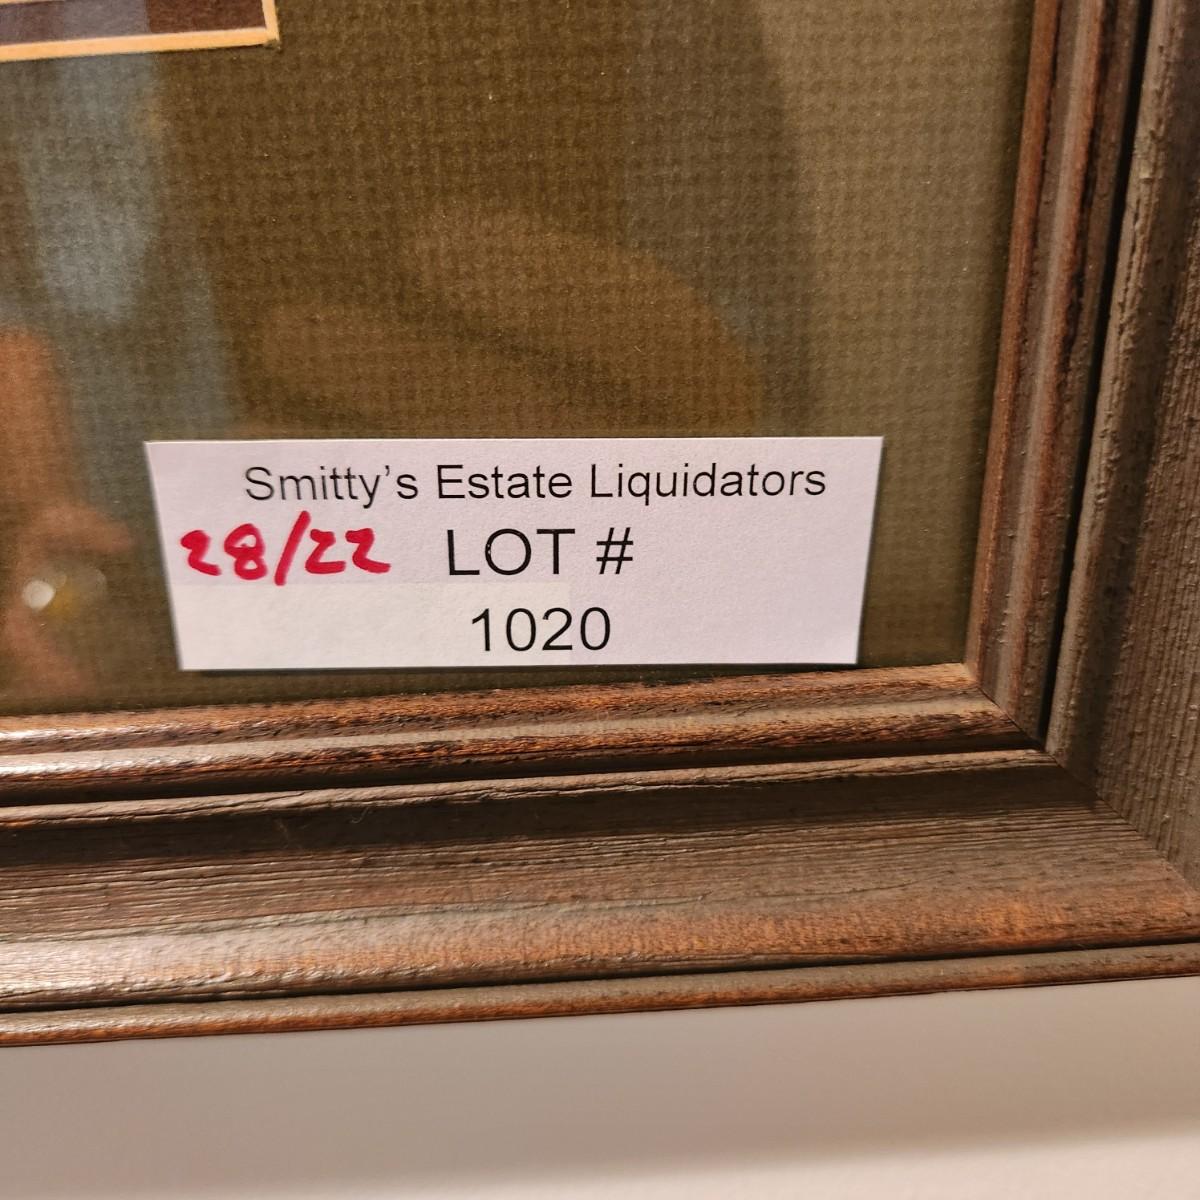 Smitty's Estate Liquidators
28/22 LOT #
1020